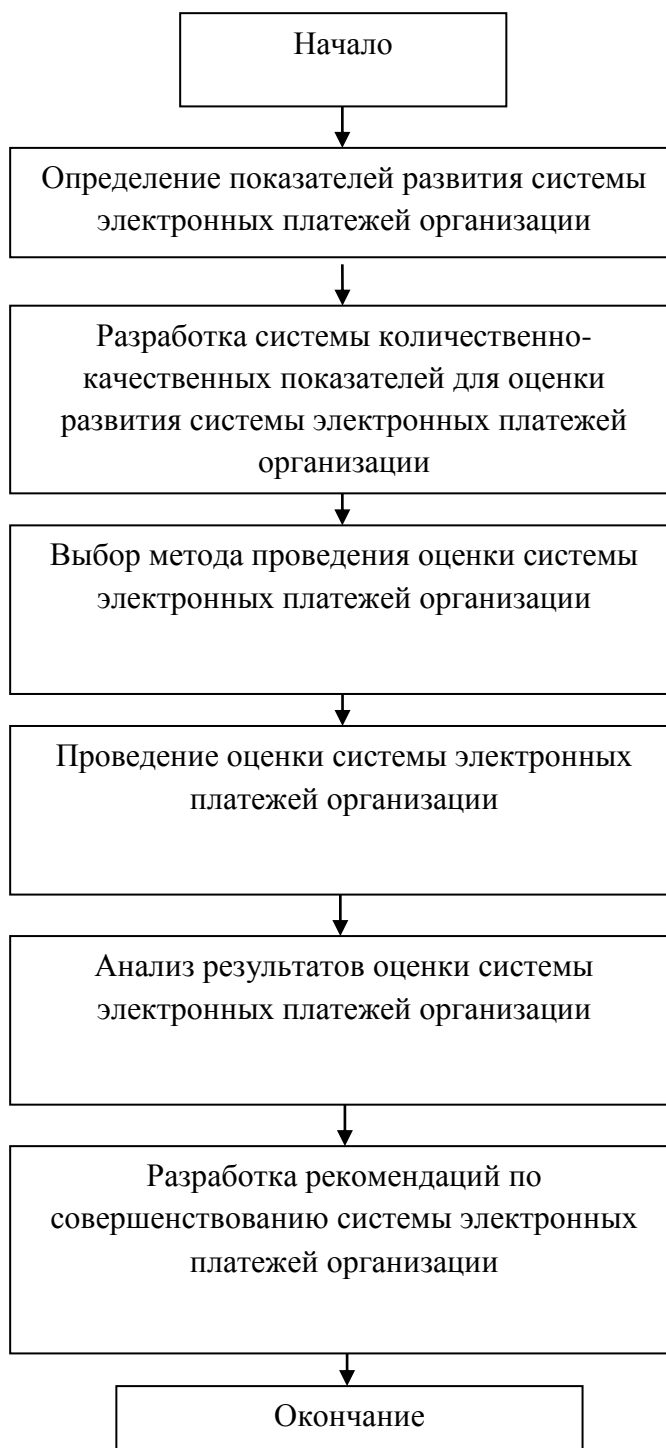 Начало
Определение показателей развития системы
электронных платежей организации
Разработка системы количественно-
качественных показателей для оценки
развития системы электронных платежей
организации
Выбор метода проведения оценки системы
электронных платежей организации
Проведение оценки системы электронных
платежей организации
Анализ результатов оценки системы
электронных платежей организации
Разработка рекомендаций по
совершенствованию системы электронных
платежей организации
Окончание